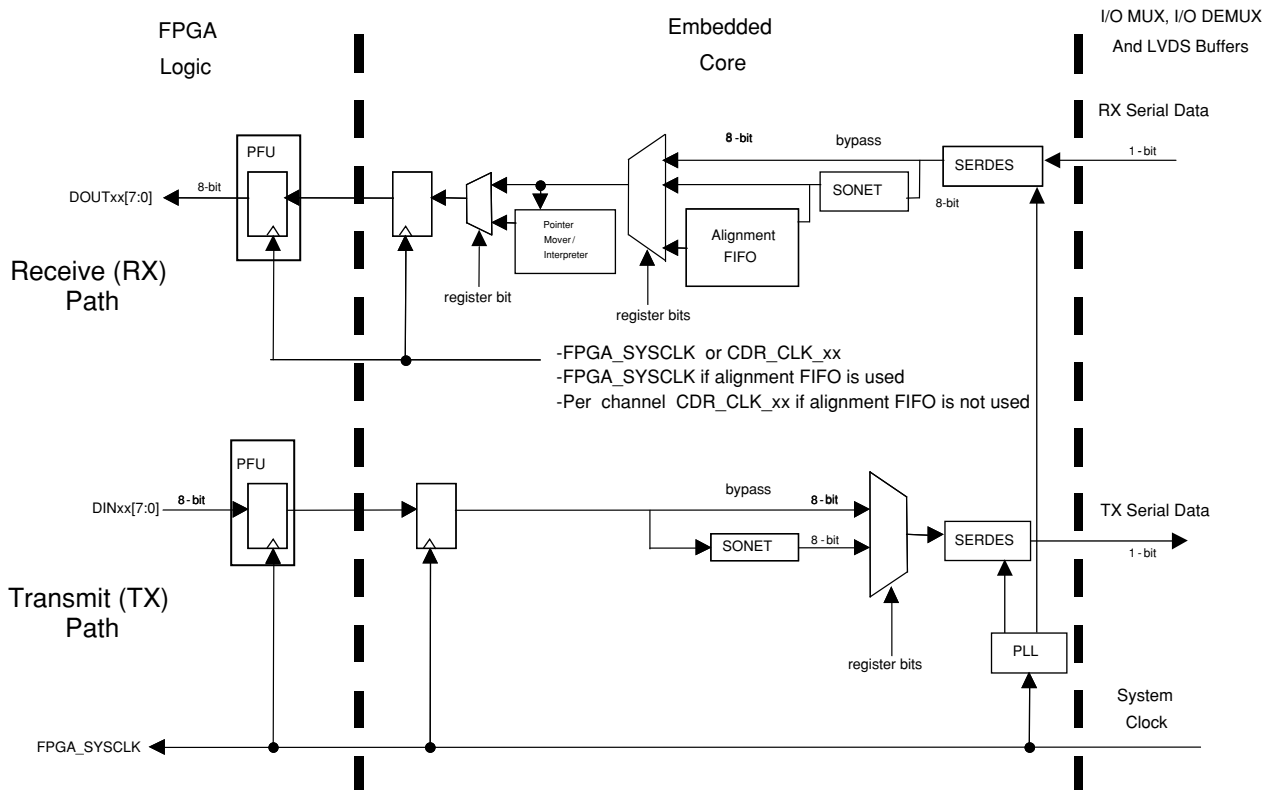 FPGA
Logic
Embedded
Core
I/O MUX, I/O DEMUX
And LVDS Buffers
RX Serial Data
1-bit
SERDES
bypass
8-bit
8-bit
SONET
Alignment
FIFO
register bits
Pointer
Mover/
Interpreter
register bit
PFU
8-bit
DOUTxx[7:0]
Receive (RX)
Path
-FPGA_SYSCLK or CDR_CLK_xx
-FPGA_SYSCLK if alignment FIFO is used
-Per channel CDR_CLK_xx if alignment FIFO is not used
PFU
DINxx[7:0]
8-bit
bypass
8-bit
SONET
8-bit
SERDES
TX Serial Data
1-bit
Transmit (TX)
Path
register bits
PLL
System
Clock
FPGA_SYSCLK